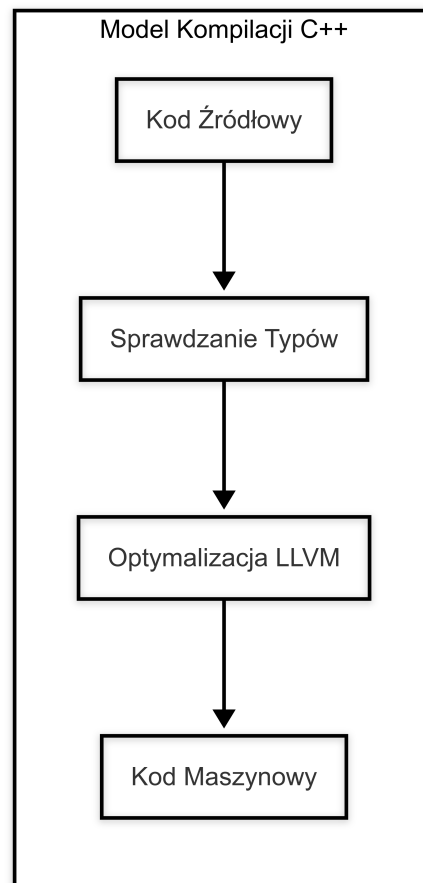 Model Kompilacji C++
Kod Źródłowy
Sprawdzanie Typów
Optymalizacja LLVM
Kod Maszynowy